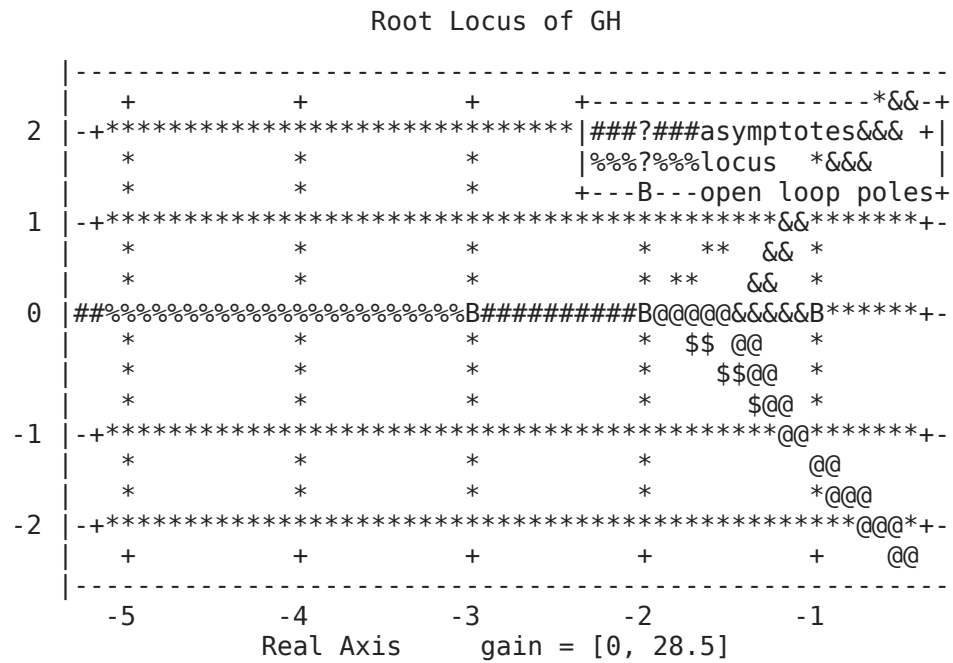 Root Locus of GH
|---------------------------------------------------------
| + + + +------------------*&&-+
2 |-+******************************|###?###asymptotes&&& +|
| * * * |%%%?%%%locus *&&& |
| * * * +---B---open loop poles+
1 |-+*******************************************&&*******+-
| * * * * ** && *
| * * * * ** && *
0 |##%%%%%%%%%%%%%%%%%%%%%%%B##########B@@@@@&&&&&B******+-
| * * * * $$ @@ *
| * * * * $$@@ *
| * * * * $@@ *
-1 |-+*******************************************@@*******+-
| * * * * @@
| * * * * *@@@
-2 |-+************************************************@@@*+-
| + + + + + @@
|---------------------------------------------------------
-5 -4 -3 -2 -1
Real Axis gain = [0, 28.5]